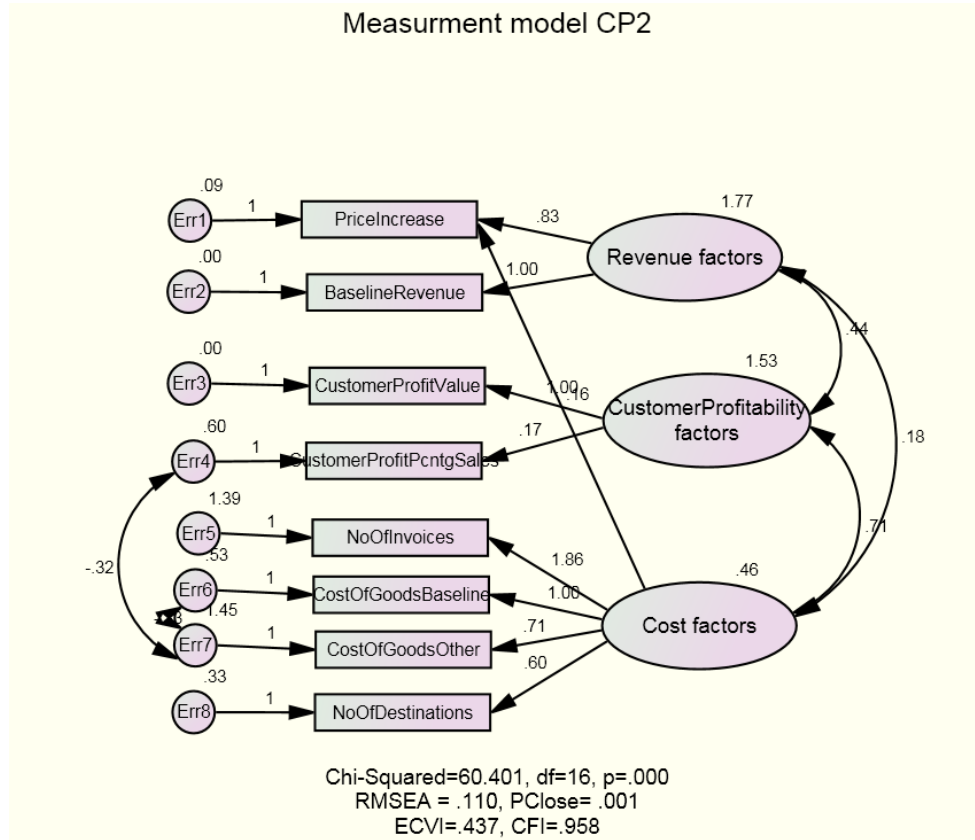 Measurment model CP2
.09
1.77
Err1
1
PriceIncrease
.83
Revenue factors
.00
Err2
1
BaselineRevenue
1.00
.44
.00
Err3
1
CustomerProfitValue
1.00
.16
1.53
CustomerProfitability
factors
.60
Err4
1
CustomerProfitPcntgSales
.17
.18
1.39
Err5
1
NoOfInvoices
1.86
.71
-.32
.53
Err6
1
CostOfGoodsBaseline
1.00
.46
Cost factors
1.45
Err7
1
CostOfGoodsOther
.71
.33
Err8
1
NoOfDestinations
.60
Chi-Squared=60.401, df=16, p=.000
RMSEA = .110, PClose= .001
ECVI=.437, CFI=.958